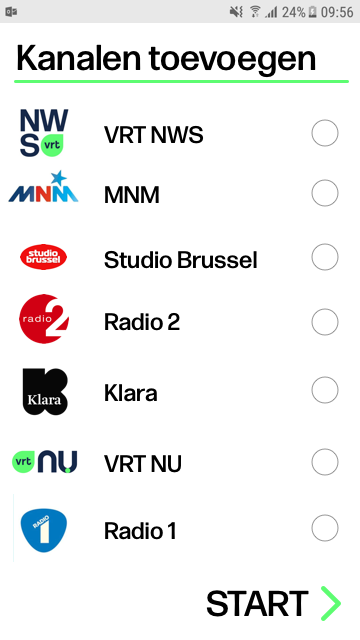 24% 09:56
Kanalen toevoegen
NW
S vrt
VRT NWS
MNM
MNM
studio
brussel
Studio Brussel
radio 2
Radio 2
Klara
Klara
vrt nu
VRT NU
RADIO
1
Radio 1
START